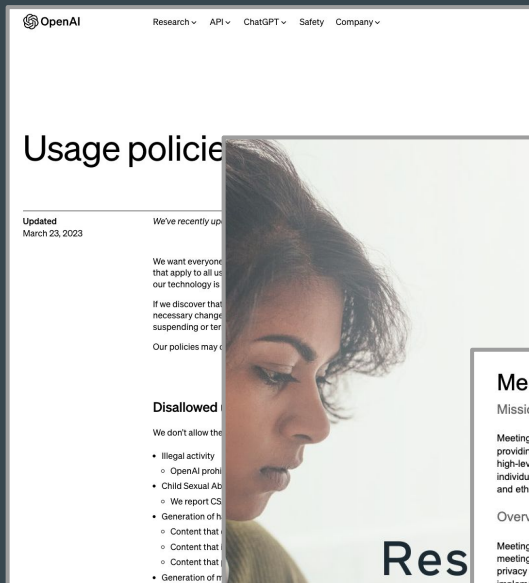 OpenAI
Research API ChatGPT Safety Company
Usage policie
Updated
March 23, 2023
We've recently up
We want everyone
that apply to all us
our technology is
If we discover that
necessary change
suspending or ter
Our policies may c
Disallowed
We don't allow the
Illegal activity
OpenAI prohi
Child Sexual Ab
We report CS
Generation of h
Content that
Content that
Content that
Generation of m
Res
Me
Missio
Meeting
providin
high-lev
individu
and eth
Overv
Meeting
meeting
privacy